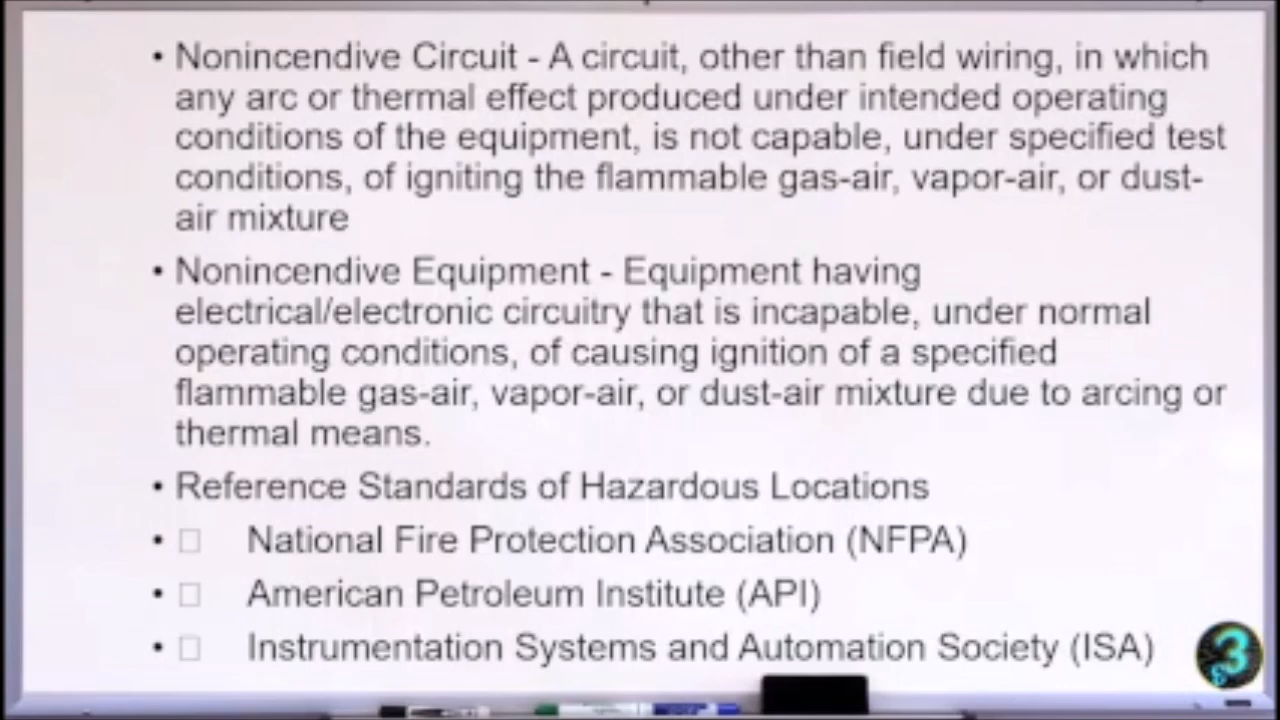 • Nonincendive Circuit - A circuit, other than field wiring, in which
any arc or thermal effect produced under intended operating
conditions of the equipment, is not capable, under specified test
conditions, of igniting the flammable gas-air, vapor-air, or dust-
air mixture
• Nonincendive Equipment - Equipment having
electrical/electronic circuitry that is incapable, under normal
operating conditions, of causing ignition of a specified
flammable gas-air, vapor-air, or dust-air mixture due to arcing or
thermal means.
• Reference Standards of Hazardous Locations
• □ National Fire Protection Association (NFPA)
• □ American Petroleum Institute (API)
• □ Instrumentation Systems and Automation Society (ISA)
3